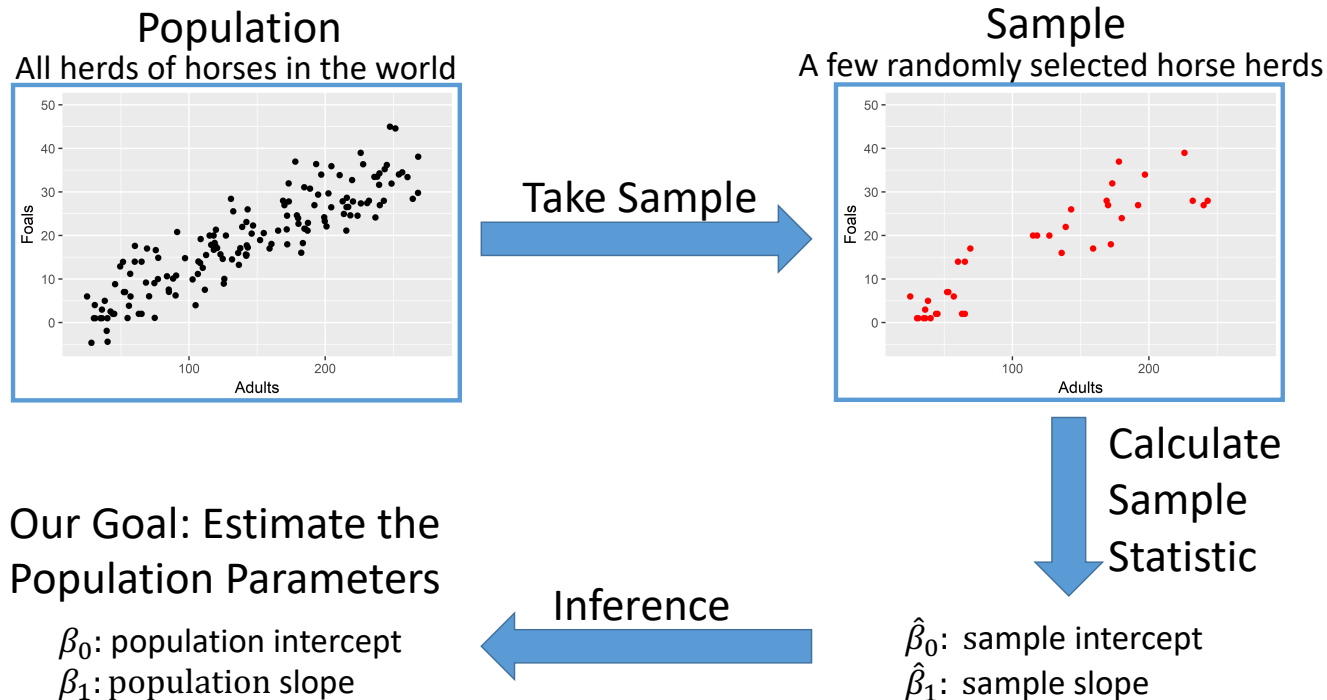 Population
All herds of horses in the world
50
40
30
20
10
0
Foals
100
200
Adults
Take Sample
Sample
A few randomly selected horse herds
50
40
30
20
10
0
Foals
100
200
Adults
Calculate
Sample
Statistic
Our Goal: Estimate the
Population Parameters
β₀: population intercept
β₁: population slope
Inference
β̂₀: sample intercept
β̂₁: sample slope